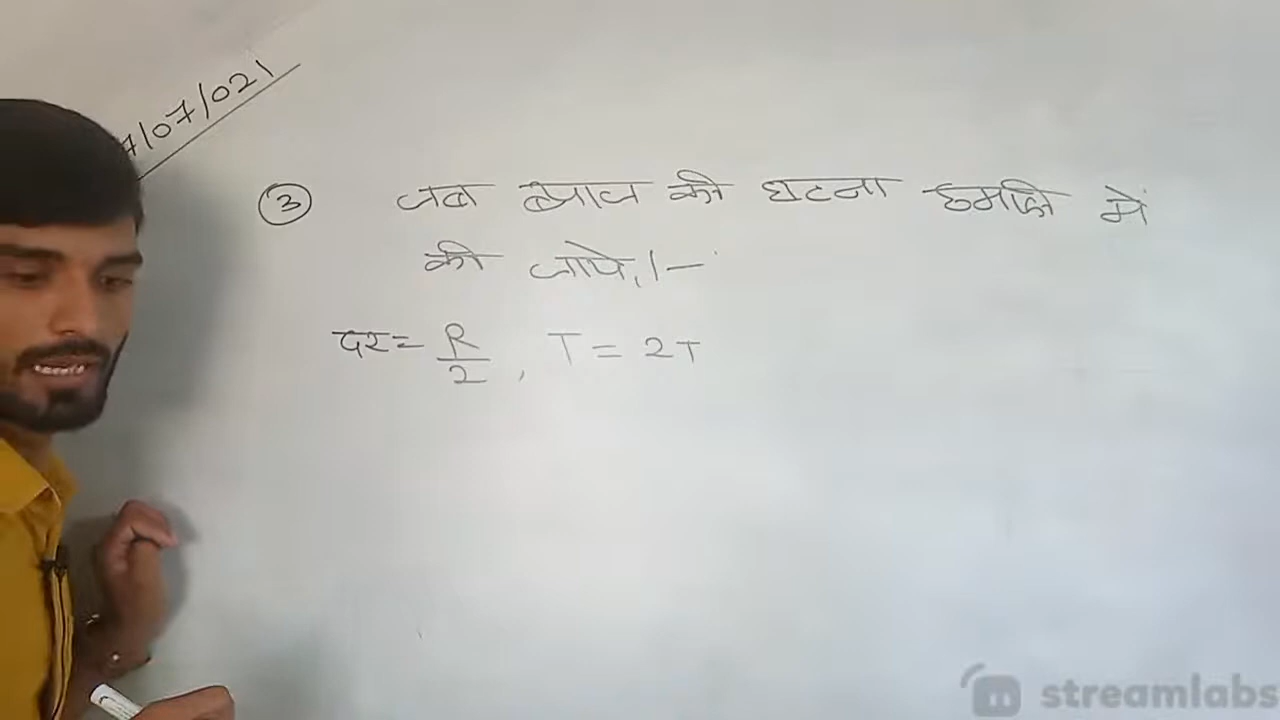 7/07/021
③ जब ब्याज की घटना छमाही में
की जाये,।-
दर = R/2, T = 2T
streamlabs